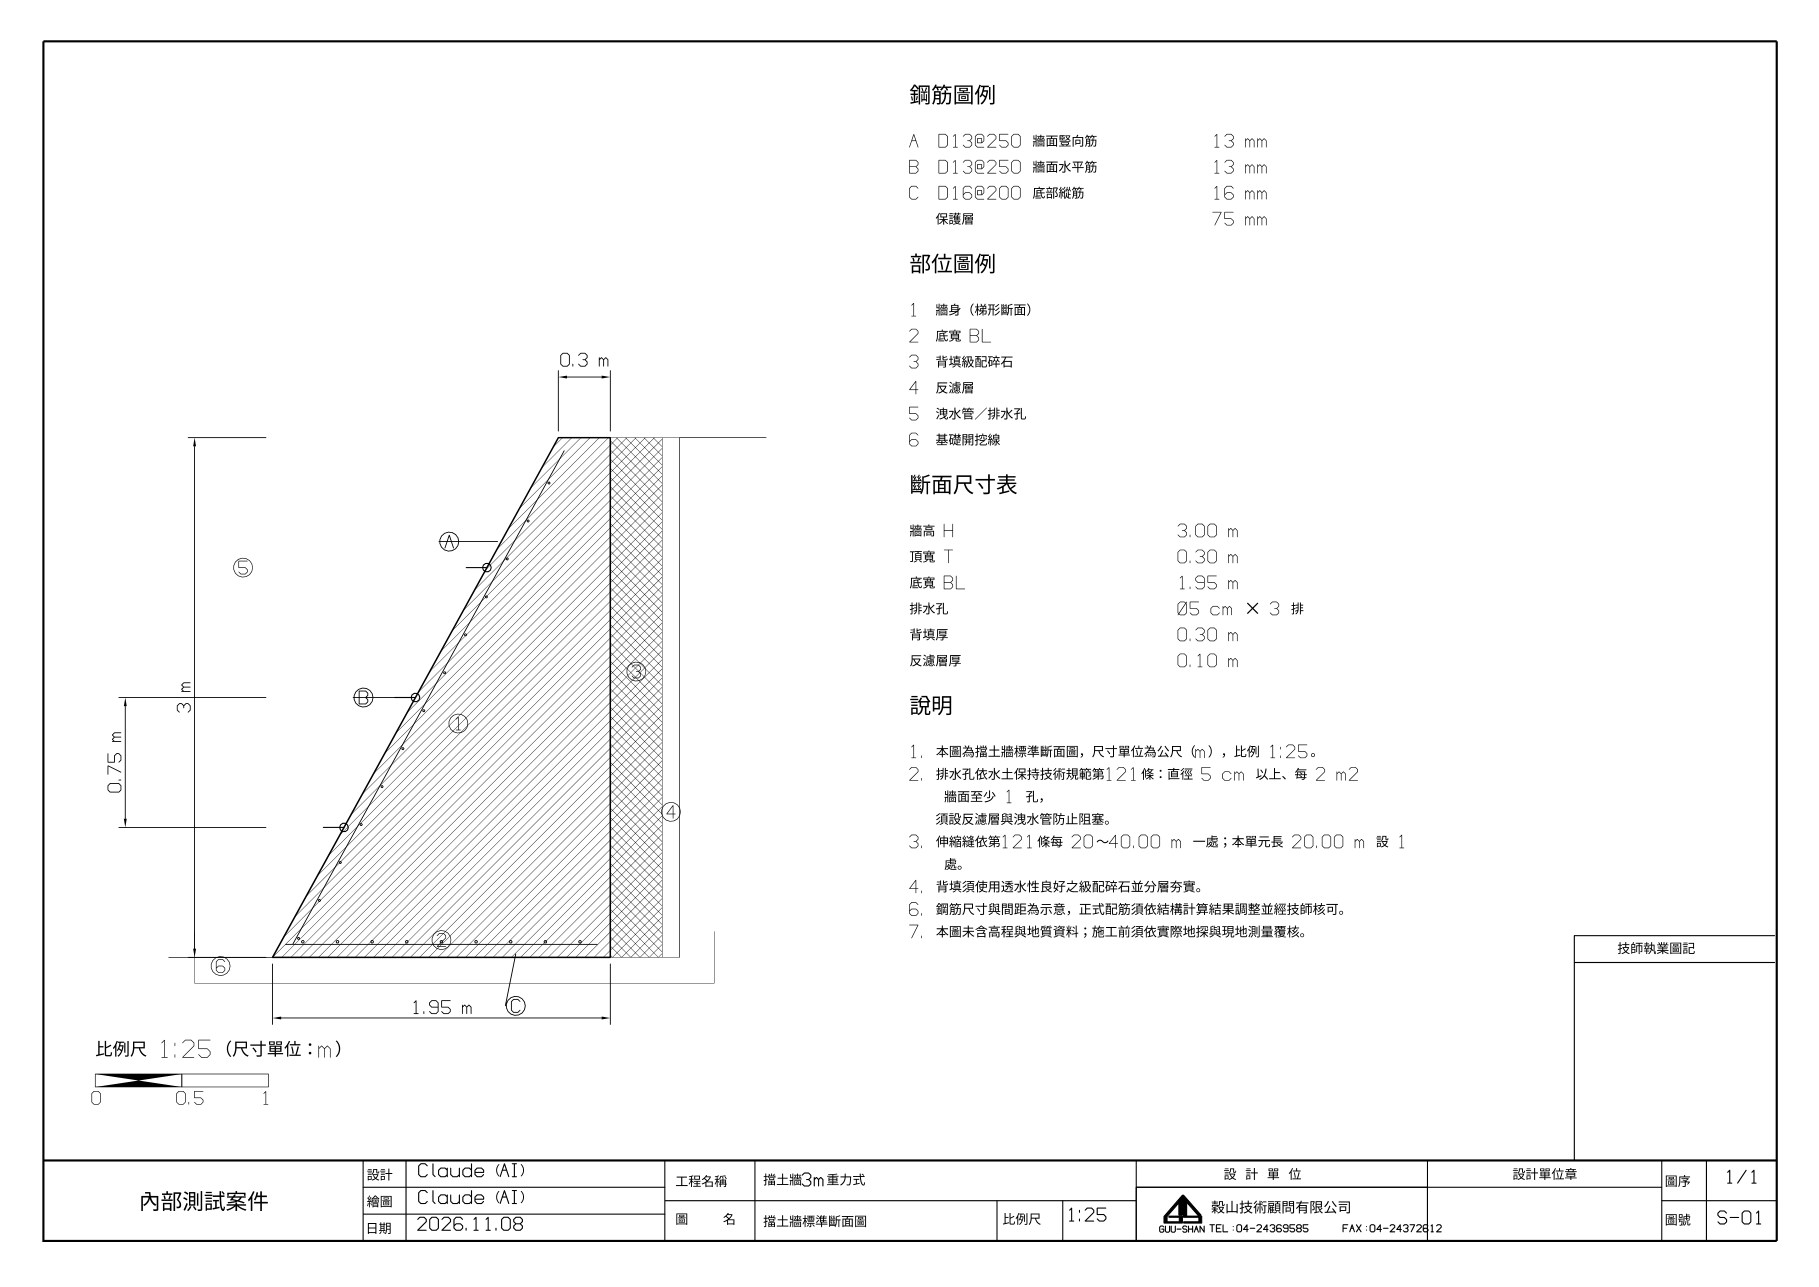 鋼筋圖例
A D13@250 牆面豎向筋 13 mm
B D13@250 牆面水平筋 13 mm
C D16@200 底部縱筋 16 mm
保護層 75 mm
部位圖例
1 牆身（梯形斷面）
2 底寬 BL
3 背填級配碎石
4 反濾層
5 洩水管／排水孔
6 基礎開挖線
斷面尺寸表
牆高 H 3.00 m
頂寬 T 0.30 m
底寬 BL 1.95 m
排水孔 Ø5 cm × 3 排
背填厚 0.30 m
反濾層厚 0.10 m
說明
1. 本圖為擋土牆標準斷面圖，尺寸單位為公尺（m），比例 1:25。
2. 排水孔依水土保持技術規範第121條：直徑 5 cm 以上、每 2 m2
牆面至少 1 孔，
須設反濾層與洩水管防止阻塞。
3. 伸縮縫依第121條每 20～40.00 m 一處；本單元長 20.00 m 設 1
處。
4. 背填須使用透水性良好之級配碎石並分層夯實。
6. 鋼筋尺寸與間距為示意，正式配筋須依結構計算結果調整並經技師核可。
7. 本圖未含高程與地質資料；施工前須依實際地探與現地測量覆核。
0.3 m
A
5
3
3 m
B
1
0.75 m
4
2
6
1.95 m
C
比例尺 1:25（尺寸單位：m）
0 0.5 1
技師執業圖記
內部測試案件
設計 Claude (AI)
繪圖 Claude (AI)
日期 2026.11.08
工程名稱 擋土牆3m重力式
圖 名 擋土牆標準斷面圖
比例尺 1:25
設 計 單 位
GUU-SHAN
穀山技術顧問有限公司
TEL :04-24369585 FAX :04-24372612
設計單位章
圖序 1/1
圖號 S-01